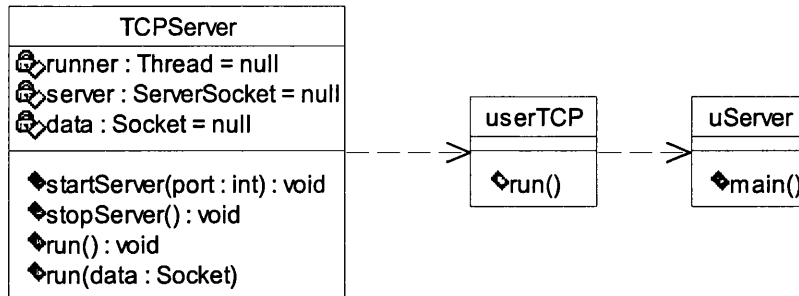 TCPServer
runner : Thread = null
server : ServerSocket = null
data : Socket = null
startServer(port : int) : void
stopServer() : void
run() : void
run(data : Socket)
userTCP
run()
uServer
main()